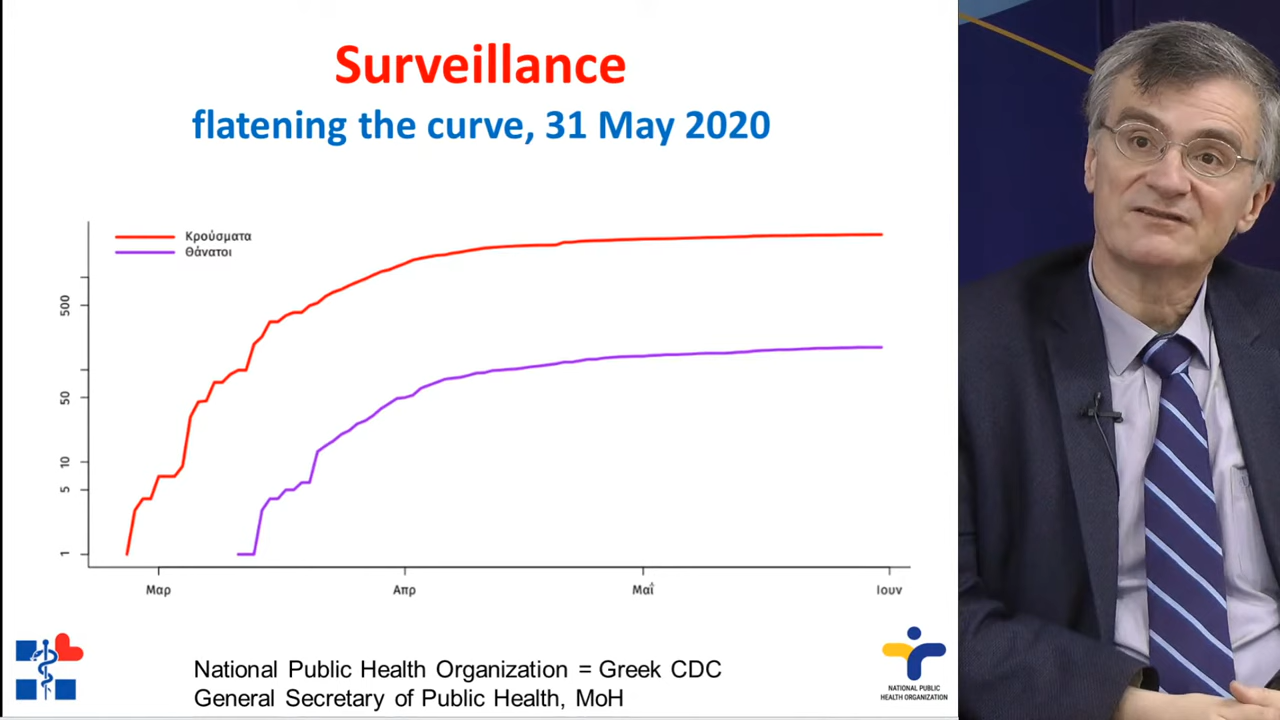 Surveillance
flatening the curve, 31 May 2020
Κρούσματα
Θάνατοι
500
50
10
5
1
Μαρ
Απρ
Μαΐ
Ιουν
National Public Health Organization = Greek CDC
General Secretary of Public Health, MoH
NATIONAL PUBLIC
HEALTH ORGANIZATION